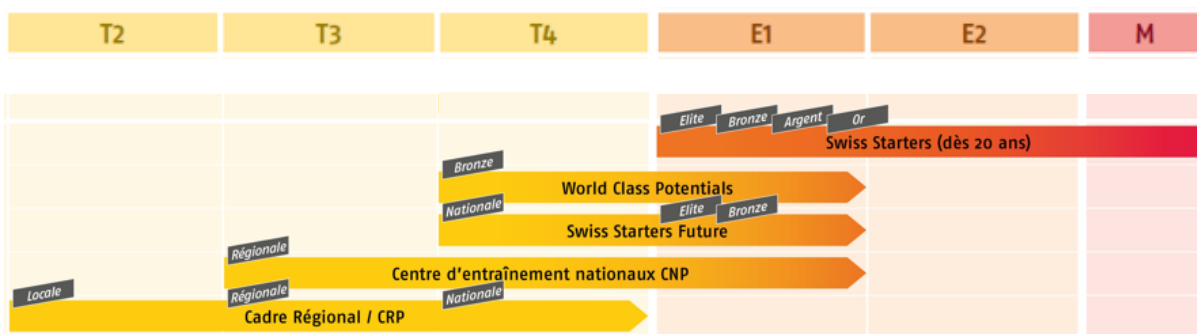 T2 T3 T4 E1 E2 M
Elite Bronze Argent Or
Swiss Starters (dès 20 ans)
Bronze
World Class Potentials
Nationale Elite Bronze
Swiss Starters Future
Régionale
Centre d'entraînement nationaux CNP
Locale Régionale Nationale
Cadre Régional / CRP